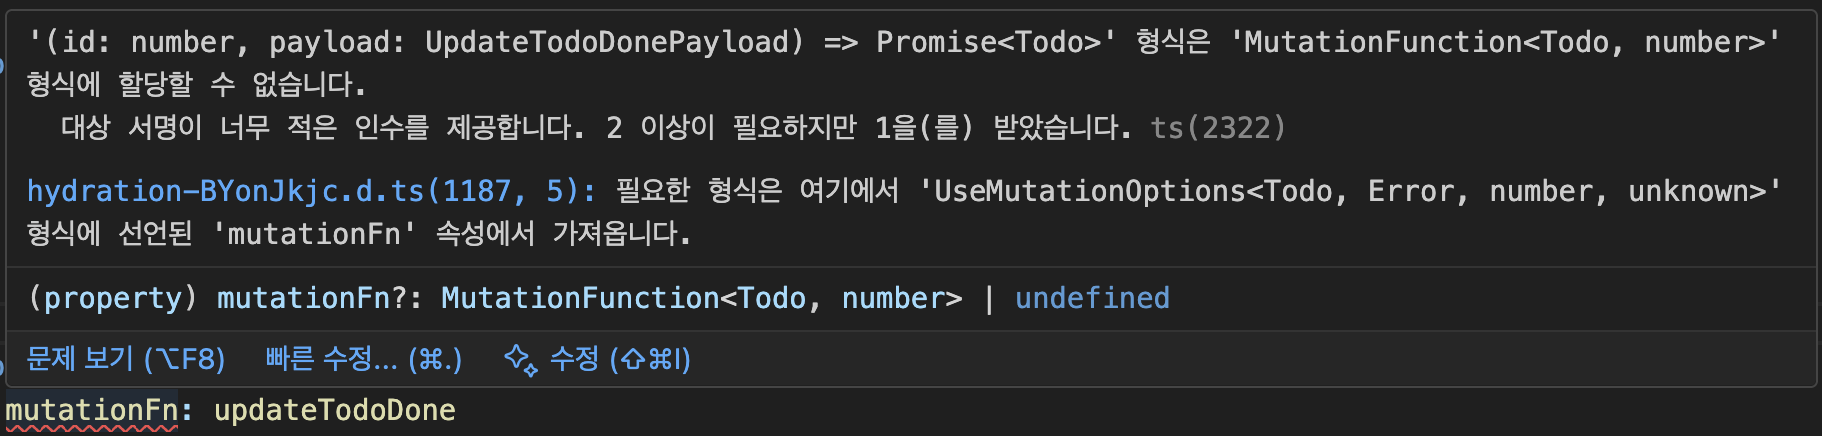 '(id: number, payload: UpdateTodoDonePayload) => Promise<Todo>' 형식은 'MutationFunction<Todo, number>'
형식에 할당할 수 없습니다.
대상 서명이 너무 적은 인수를 제공합니다. 2 이상이 필요하지만 1을(를) 받았습니다. ts(2322)
hydration-BYonJkjc.d.ts(1187, 5): 필요한 형식은 여기에서 'UseMutationOptions<Todo, Error, number, unknown>'
형식에 선언된 'mutationFn' 속성에서 가져옵니다.
(property) mutationFn?: MutationFunction<Todo, number> | undefined
문제 보기 (⌥F8) 빠른 수정... (⌘.) 수정 (⇧⌘I)
mutationFn: updateTodoDone